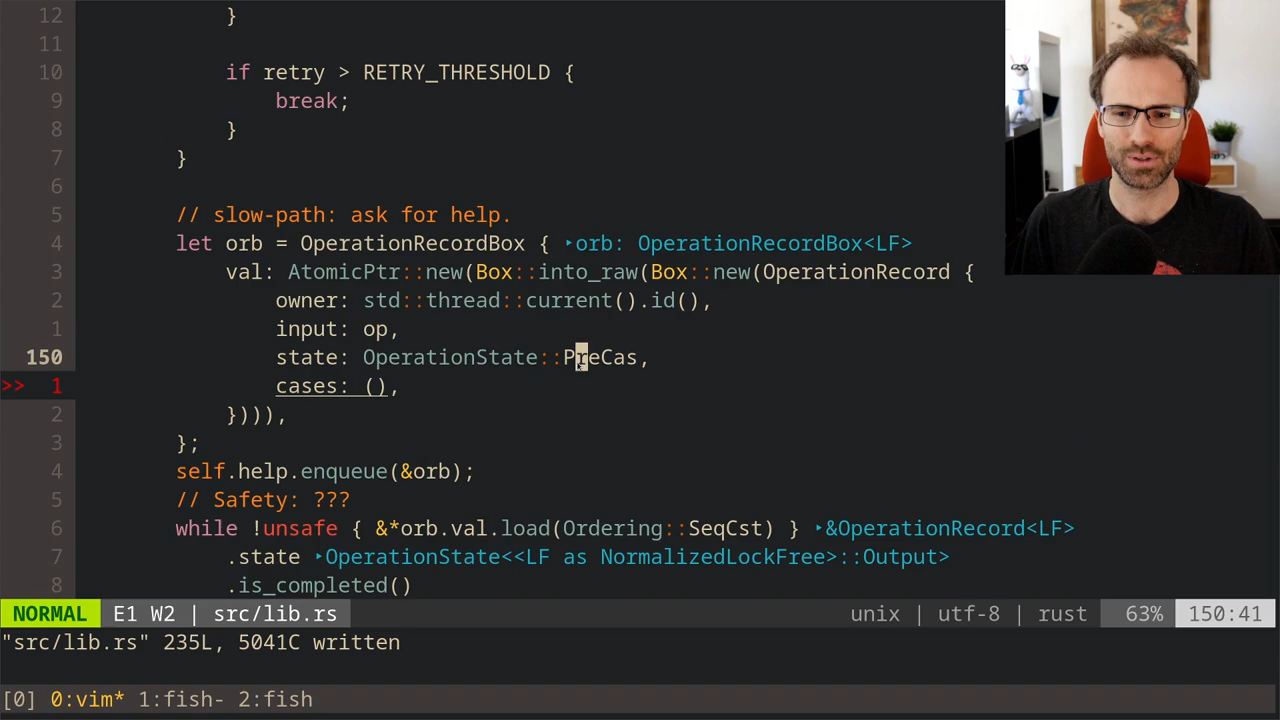 12 }
11
10 if retry > RETRY_THRESHOLD {
9 break;
8 }
7 }
6
5 // slow-path: ask for help.
4 let orb = OperationRecordBox { ‣orb: OperationRecordBox<LF>
3 val: AtomicPtr::new(Box::into_raw(Box::new(OperationRecord {
2 owner: std::thread::current().id(),
1 input: op,
150 state: OperationState::PreCas,
>> 1 cases: (),
2 }))),
3 };
4 self.help.enqueue(&orb);
5 // Safety: ???
6 while !unsafe { &*orb.val.load(Ordering::SeqCst) } ‣&OperationRecord<LF>
7 .state ‣OperationState<<LF as NormalizedLockFree>::Output>
8 .is_completed()
NORMAL E1 W2 | src/lib.rs unix | utf-8 | rust 63% 150:41
"src/lib.rs" 235L, 5041C written
[0] 0:vim* 1:fish- 2:fish